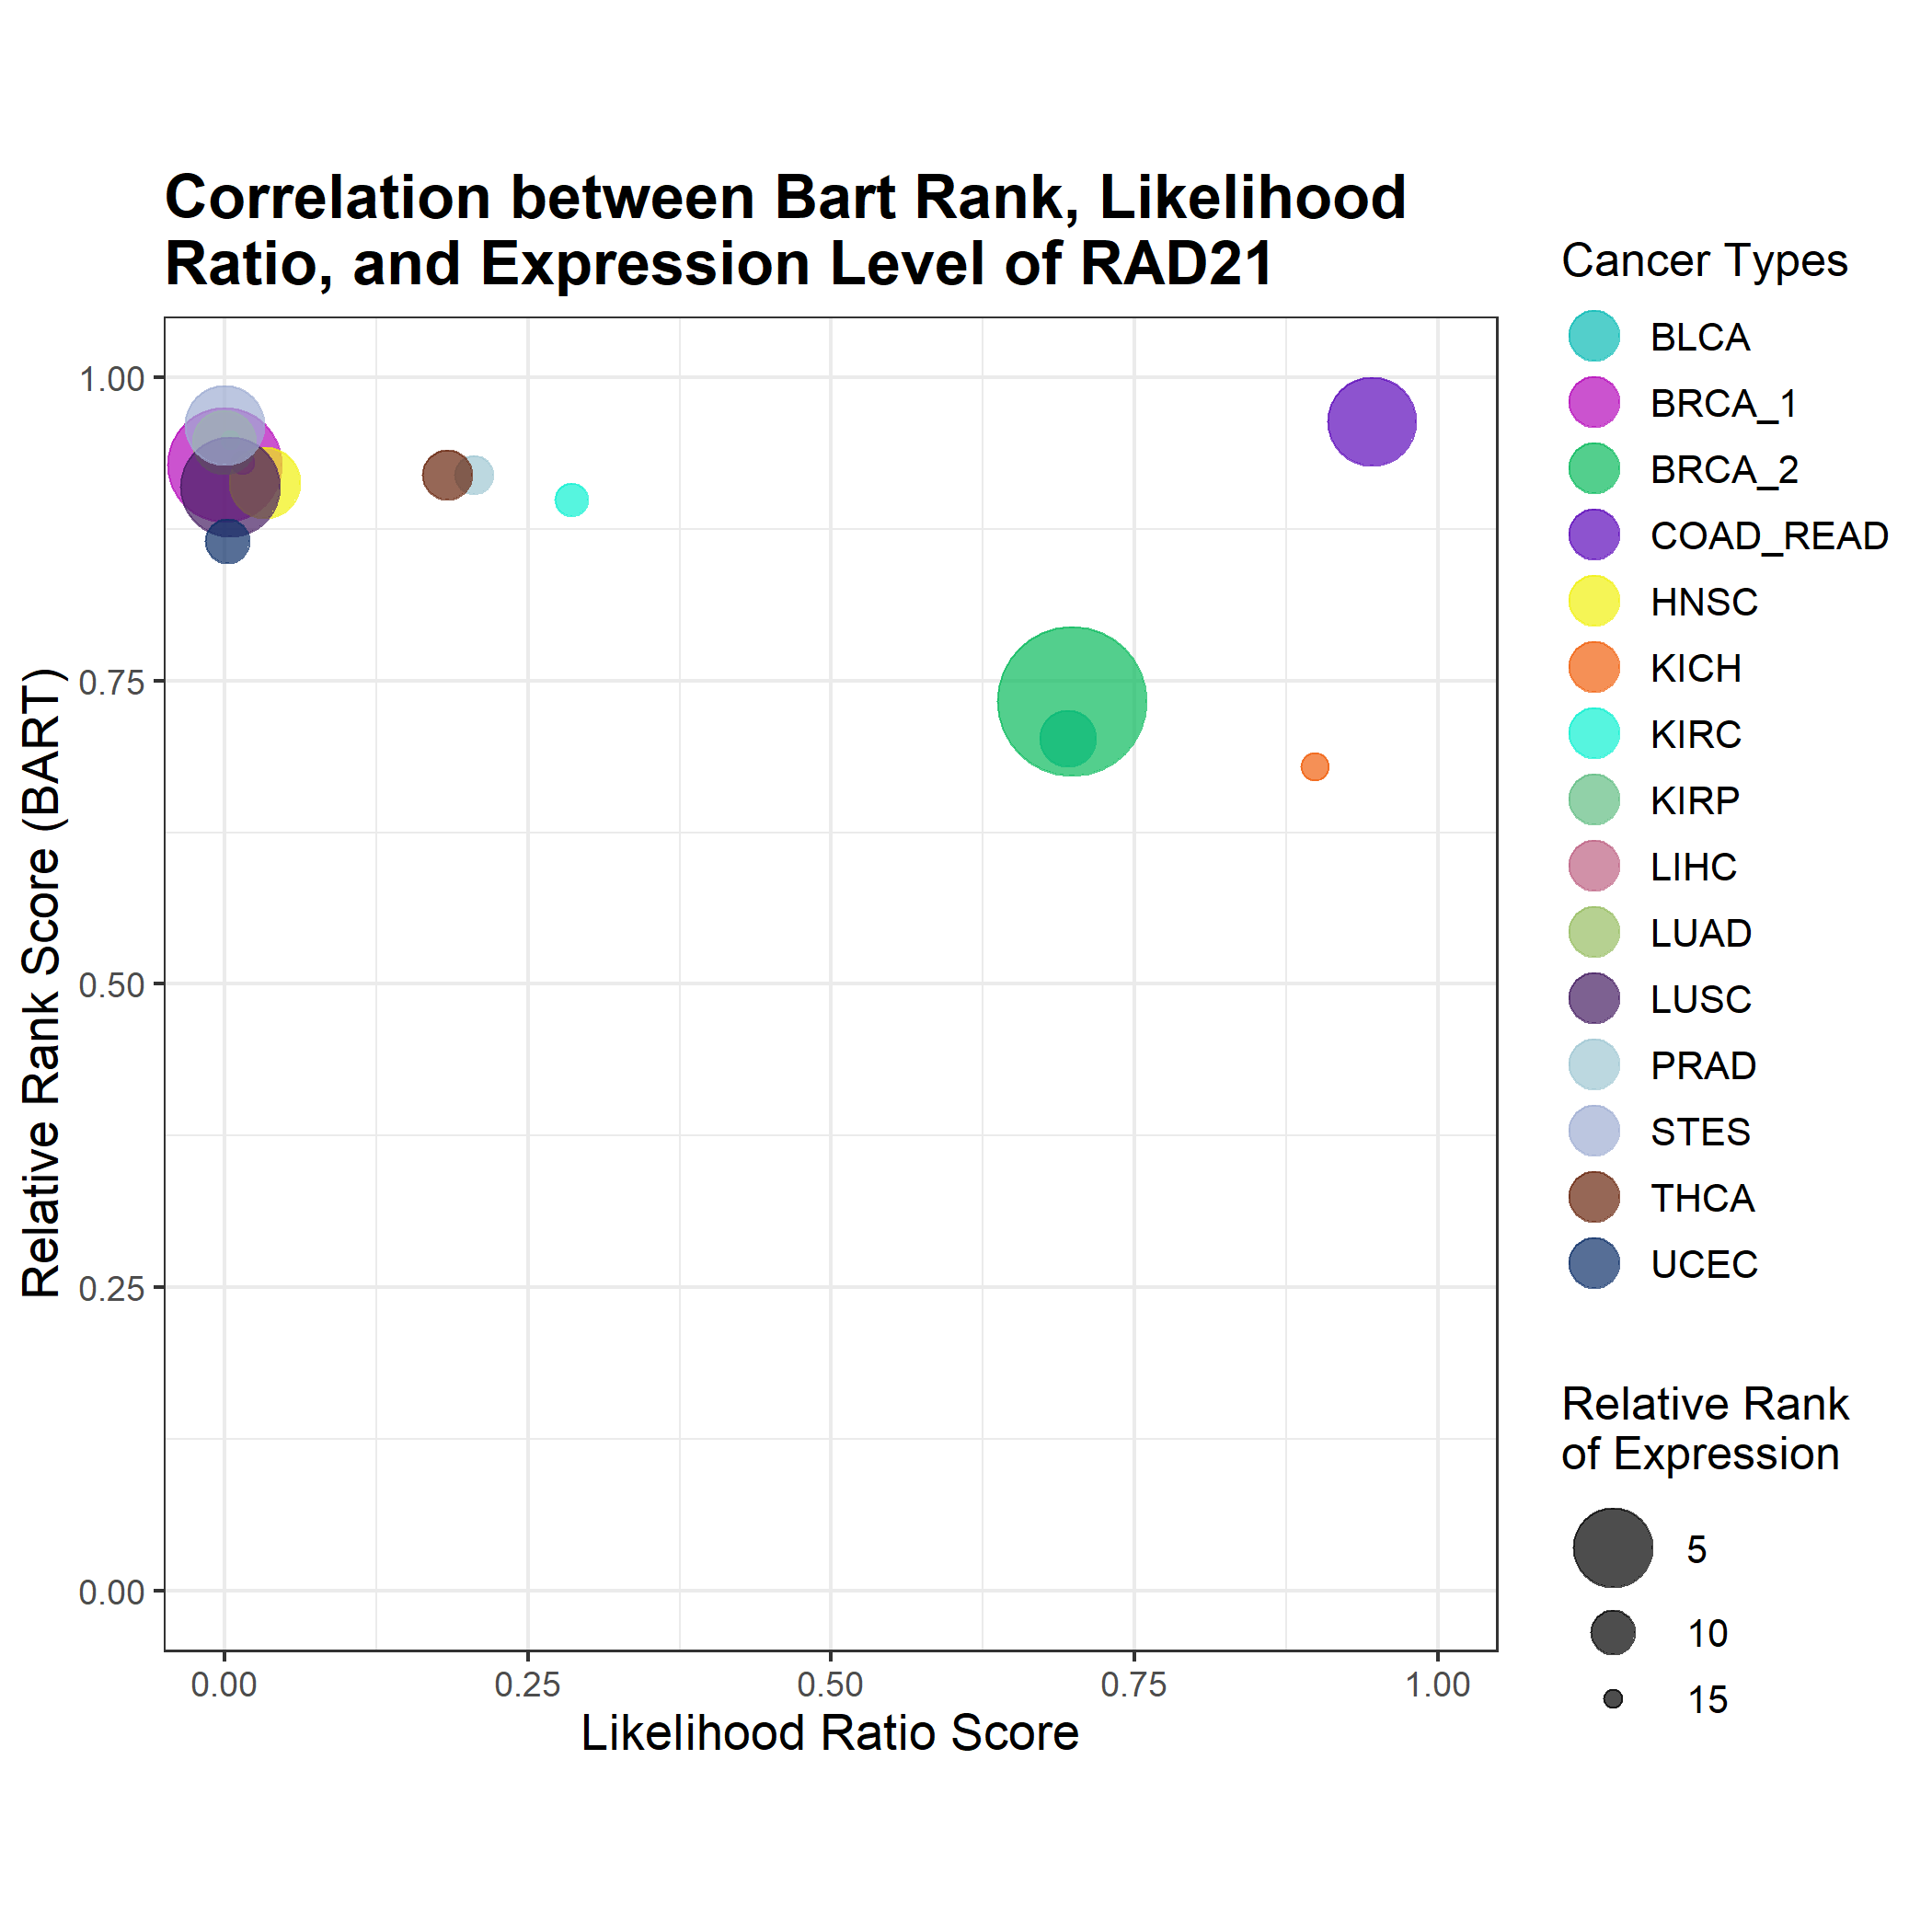 Correlation between Bart Rank, Likelihood
Ratio, and Expression Level of RAD21
Relative Rank Score (BART)
1.00
0.75
0.50
0.25
0.00
0.00
0.25
0.50
0.75
1.00
Likelihood Ratio Score
Cancer Types
BLCA
BRCA_1
BRCA_2
COAD_READ
HNSC
KICH
KIRC
KIRP
LIHC
LUAD
LUSC
PRAD
STES
THCA
UCEC
Relative Rank
of Expression
5
10
15